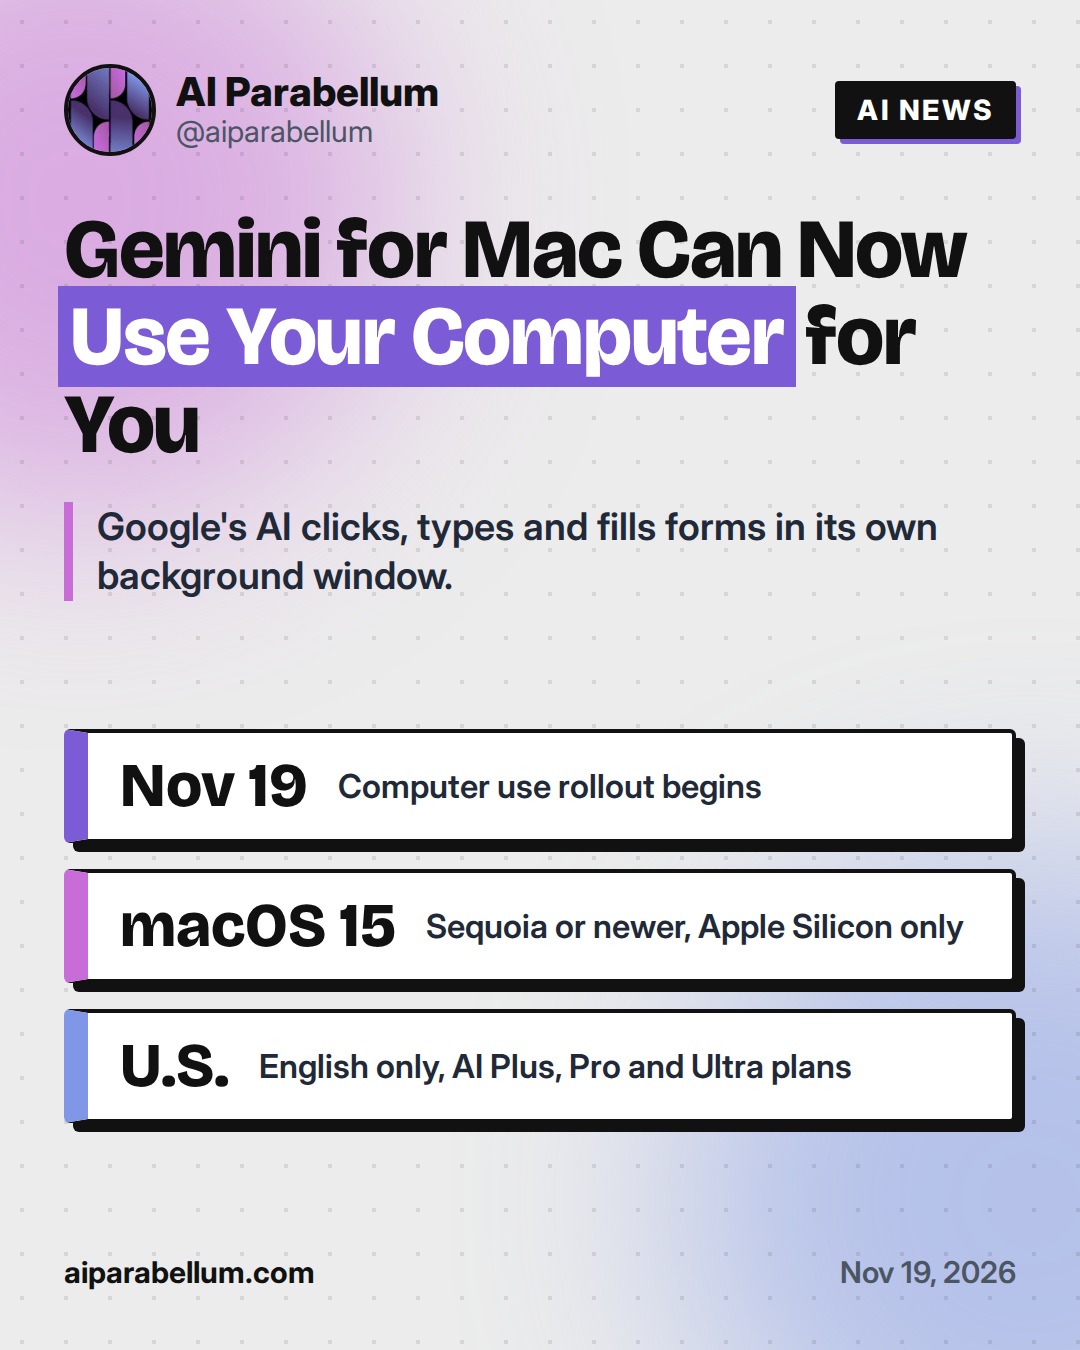 AI Parabellum
@aiparabellum
AI NEWS
Gemini for Mac Can Now
Use Your Computer for
You
Google's AI clicks, types and fills forms in its own
background window.
Nov 19 Computer use rollout begins
macOS 15 Sequoia or newer, Apple Silicon only
U.S. English only, AI Plus, Pro and Ultra plans
aiparabellum.com
Nov 19, 2026